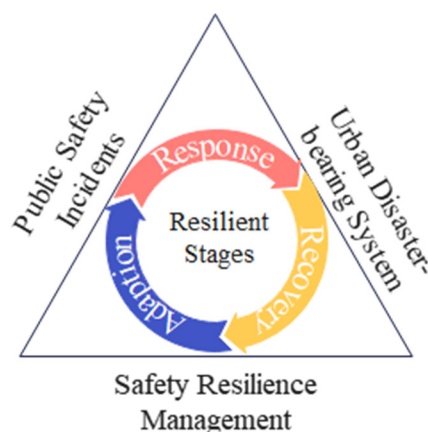 Public Safety
Incidents
Urban Disaster-
bearing System
Response
Recovery
Adaption
Resilient
Stages
Safety Resilience
Management